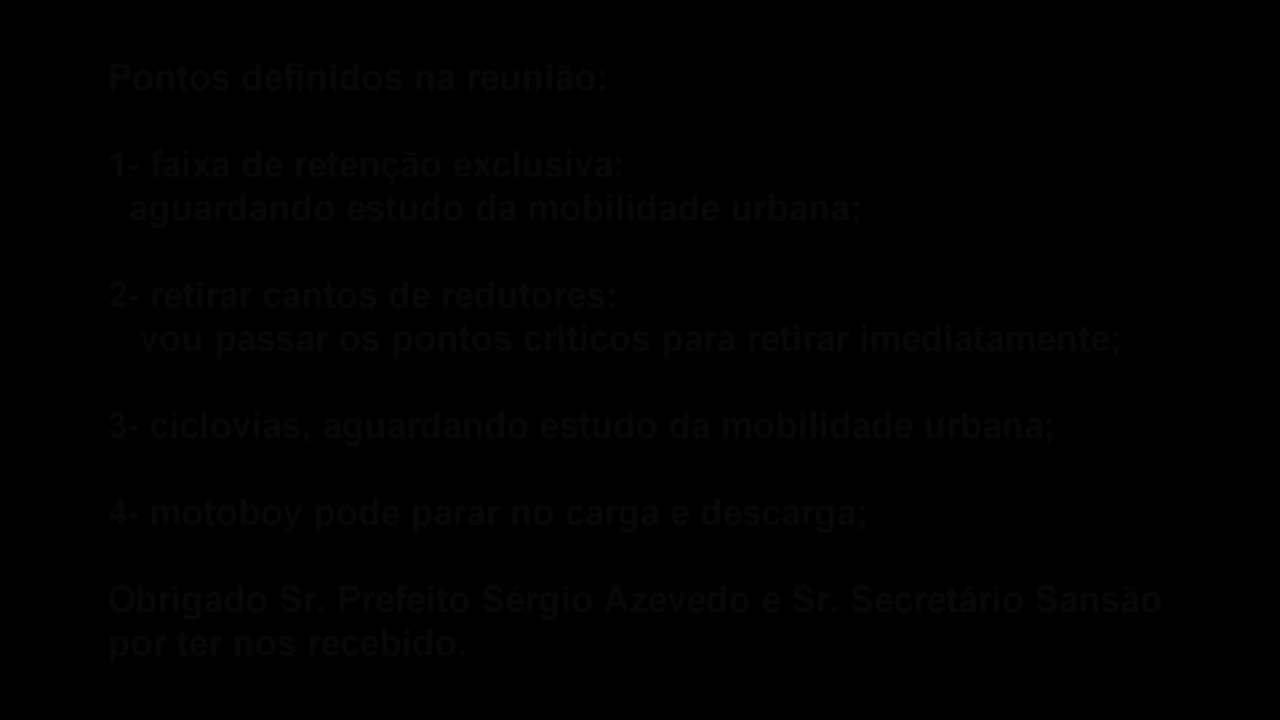 Pontos definidos na reunião:
1- faixa de retenção exclusiva:
aguardando estudo da mobilidade urbana;
2- retirar cantos de redutores:
vou passar os pontos críticos para retirar imediatamente;
3- ciclovias, aguardando estudo da mobilidade urbana;
4- motoboy pode parar no carga e descarga;
Obrigado Sr. Prefeito Sérgio Azevedo e Sr. Secretário Sansão
por ter nos recebido.